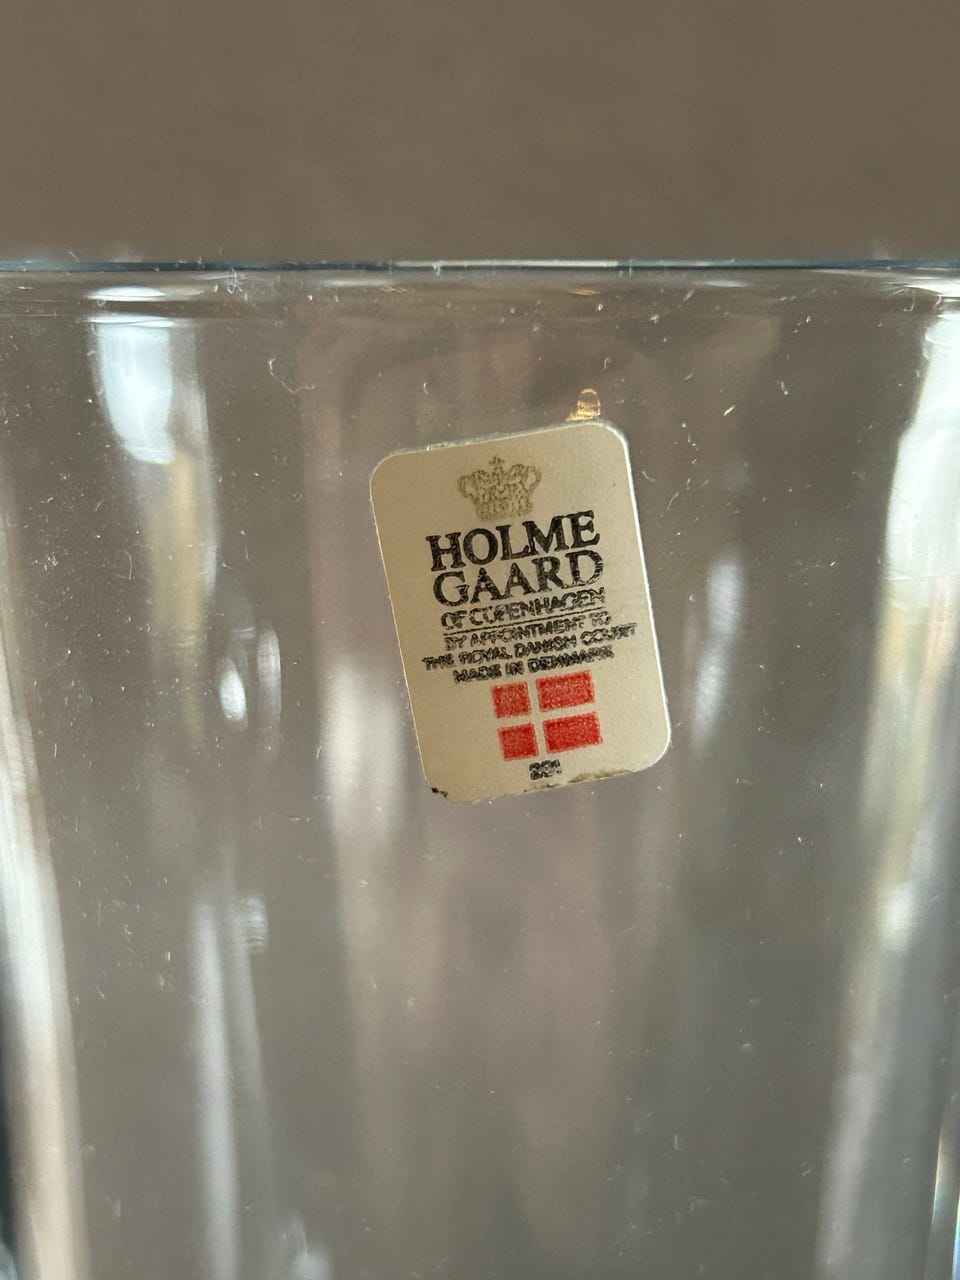 HOLME
GAARD
OF COPENHAGEN
BY APPOINTMENT TO
THE ROYAL DANISH COURT
MADE IN DENMARK